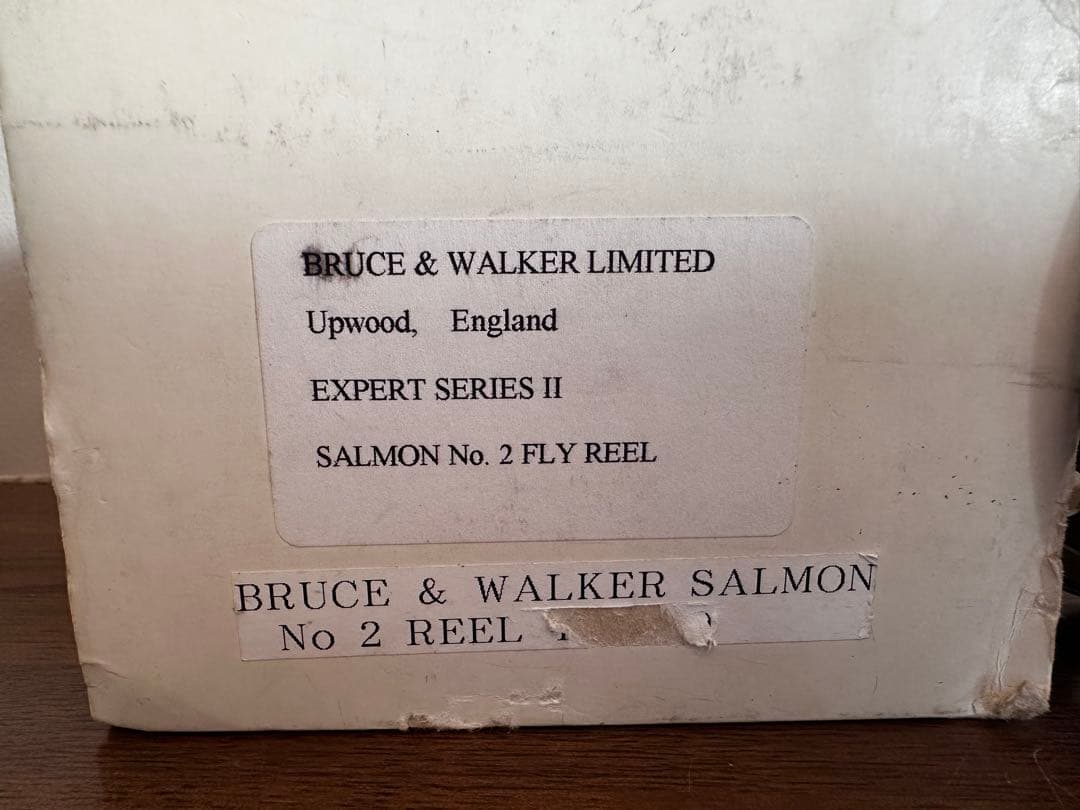 BRUCE & WALKER LIMITED
Upwood, England
EXPERT SERIES II
SALMON No. 2 FLY REEL
BRUCE & WALKER SALMON
No 2 REEL